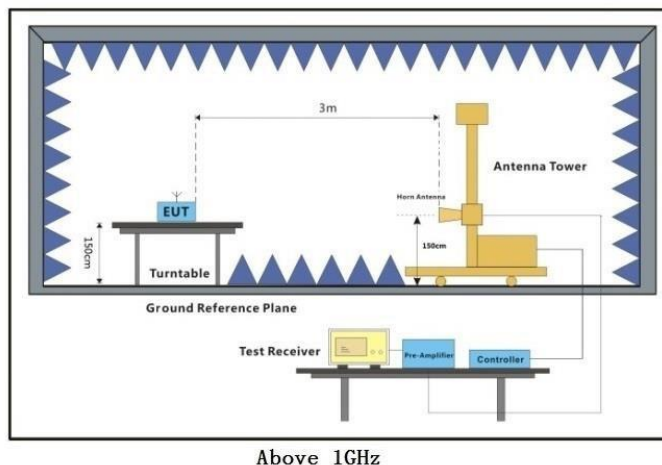 3m
Antenna Tower
Horn Antenna
EUT
150cm
150cm
Turntable
Ground Reference Plane
Test Receiver
Pre-Amplifier
Controller
Above 1GHz